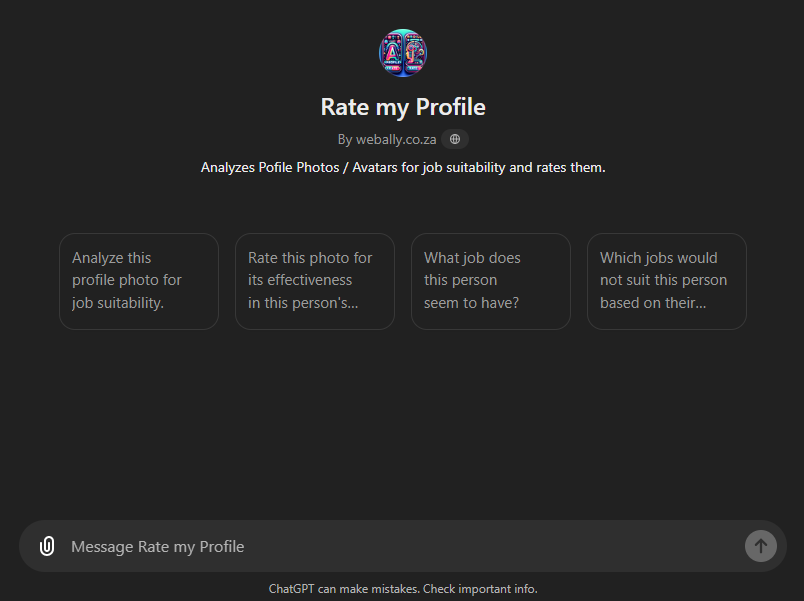 Rate my Profile
By webally.co.za
Analyzes Pofile Photos / Avatars for job suitability and rates them.
Analyze this
profile photo for
job suitability.
Rate this photo for
its effectiveness
in this person's...
What job does
this person
seem to have?
Which jobs would
not suit this person
based on their...
Message Rate my Profile
ChatGPT can make mistakes. Check important info.